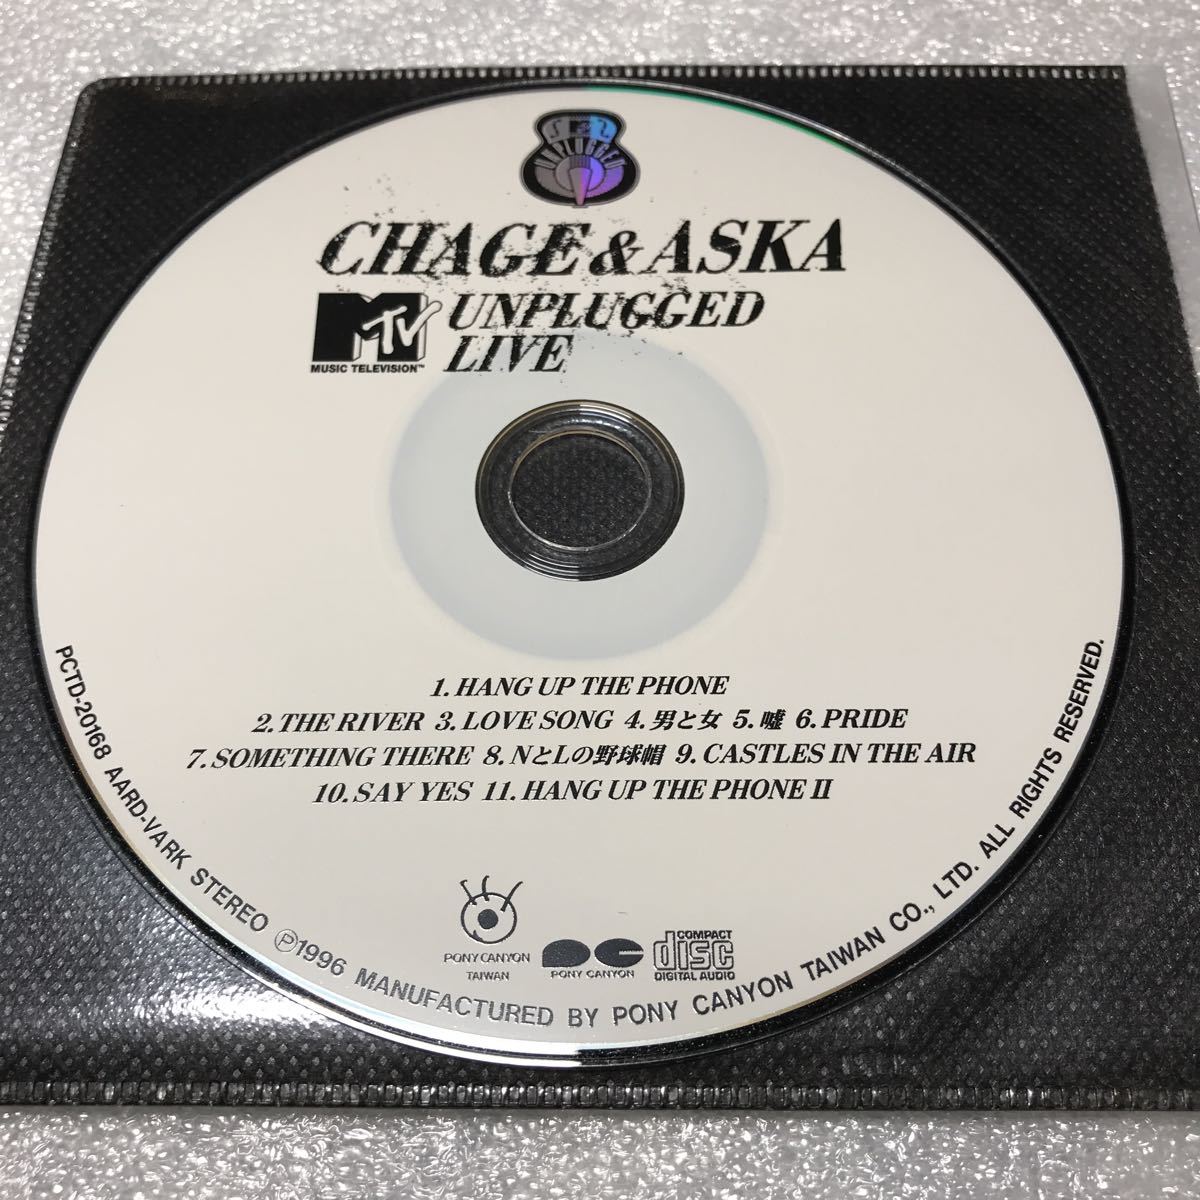 UNPLUGGED
CHAGE & ASKA
MTV UNPLUGGED
MUSIC TELEVISION™ LIVE
1. HANG UP THE PHONE
2. THE RIVER 3. LOVE SONG 4. 男と女 5. 嘘 6. PRIDE
7. SOMETHING THERE 8. NとLの野球帽 9. CASTLES IN THE AIR
10. SAY YES 11. HANG UP THE PHONE II
PONY CANYON
TAIWAN
PC
PONY CANYON
COMPACT
disc
DIGITAL AUDIO
PCTD-20168 AARD-VARK STEREO Ⓟ1996 MANUFACTURED BY PONY CANYON TAIWAN CO., LTD. ALL RIGHTS RESERVED.